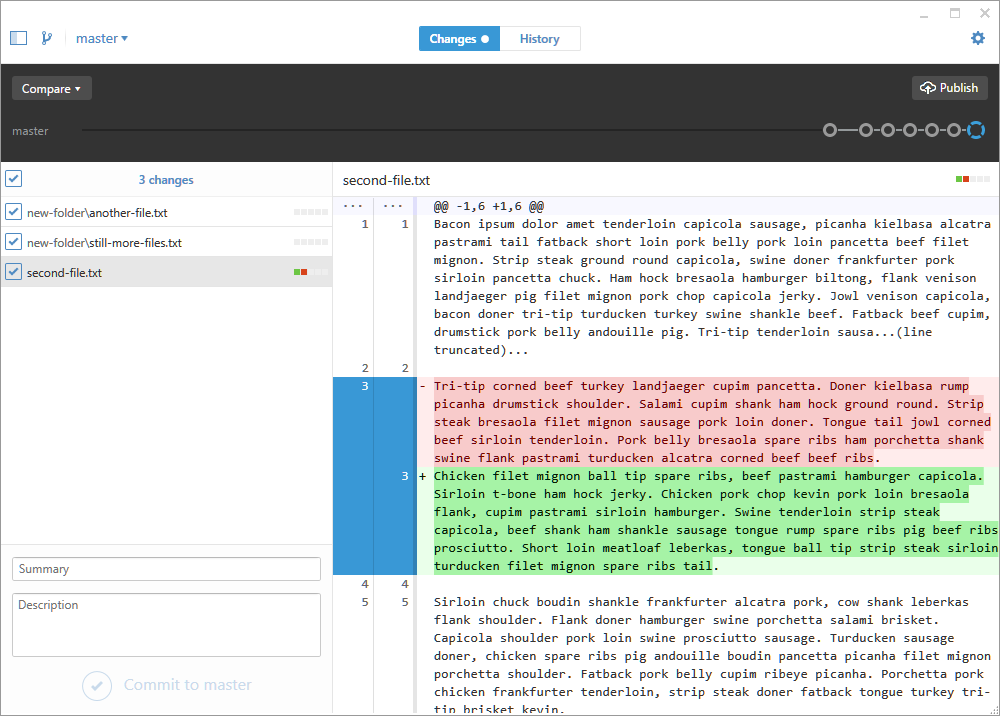 master
Changes
History
Compare
Publish
master
3 changes
second-file.txt
new-folder\another-file.txt
new-folder\still-more-files.txt
second-file.txt
... ... @@ -1,6 +1,6 @@
1 1 Bacon ipsum dolor amet tenderloin capicola sausage, picanha kielbasa alcatra
pastrami tail fatback short loin pork belly pork loin pancetta beef filet
mignon. Strip steak ground round capicola, swine doner frankfurter pork
sirloin pancetta chuck. Ham hock bresaola hamburger biltong, flank venison
landjaeger pig filet mignon pork chop capicola jerky. Jowl venison capicola,
bacon doner tri-tip turducken turkey swine shankle beef. Fatback beef cupim,
drumstick pork belly andouille pig. Tri-tip tenderloin sausa...(line
truncated)...
2 2
3 - Tri-tip corned beef turkey landjaeger cupim pancetta. Doner kielbasa rump
picanha drumstick shoulder. Salami cupim shank ham hock ground round. Strip
steak bresaola filet mignon sausage pork loin doner. Tongue tail jowl corned
beef sirloin tenderloin. Pork belly bresaola spare ribs ham porchetta shank
swine flank pastrami turducken alcatra corned beef beef ribs.
3 + Chicken filet mignon ball tip spare ribs, beef pastrami hamburger capicola.
Sirloin t-bone ham hock jerky. Chicken pork chop kevin pork loin bresaola
flank, cupim pastrami sirloin hamburger. Swine tenderloin strip steak
capicola, beef shank ham shankle sausage tongue rump spare ribs pig beef ribs
prosciutto. Short loin meatloaf leberkas, tongue ball tip strip steak sirloin
turducken filet mignon spare ribs tail.
4 4
5 5 Sirloin chuck boudin shankle frankfurter alcatra pork, cow shank leberkas
flank shoulder. Flank doner hamburger swine porchetta salami brisket.
Capicola shoulder pork loin swine prosciutto sausage. Turducken sausage
doner, chicken spare ribs pig andouille boudin pancetta picanha filet mignon
porchetta shoulder. Fatback pork belly cupim ribeye picanha. Porchetta pork
chicken frankfurter tenderloin, strip steak doner fatback tongue turkey tri-
tip brisket kevin.
Summary
Description
Commit to master